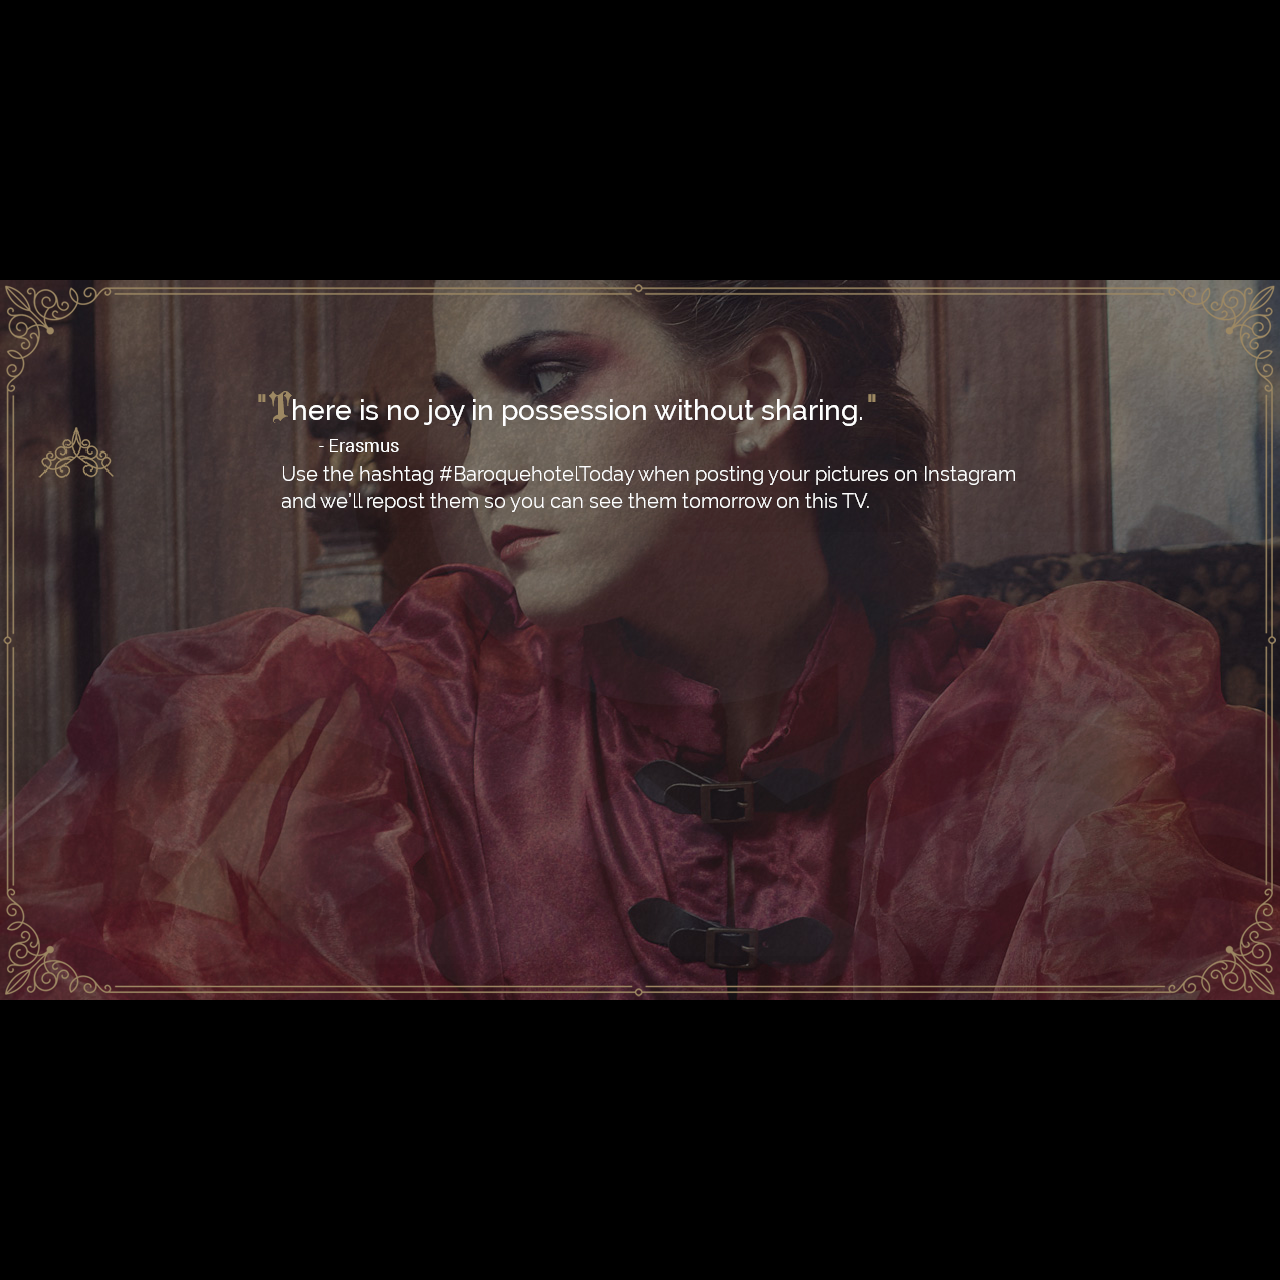 "There is no joy in possession without sharing."
- Erasmus
Use the hashtag #BaroquehotelToday when posting your pictures on Instagram
and we'll repost them so you can see them tomorrow on this TV.